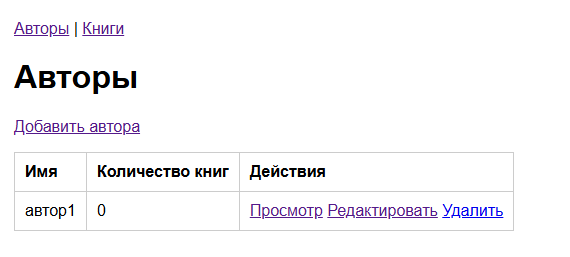 Авторы | Книги
Авторы
Добавить автора
Имя Количество книг Действия
автор1 0 Просмотр Редактировать Удалить